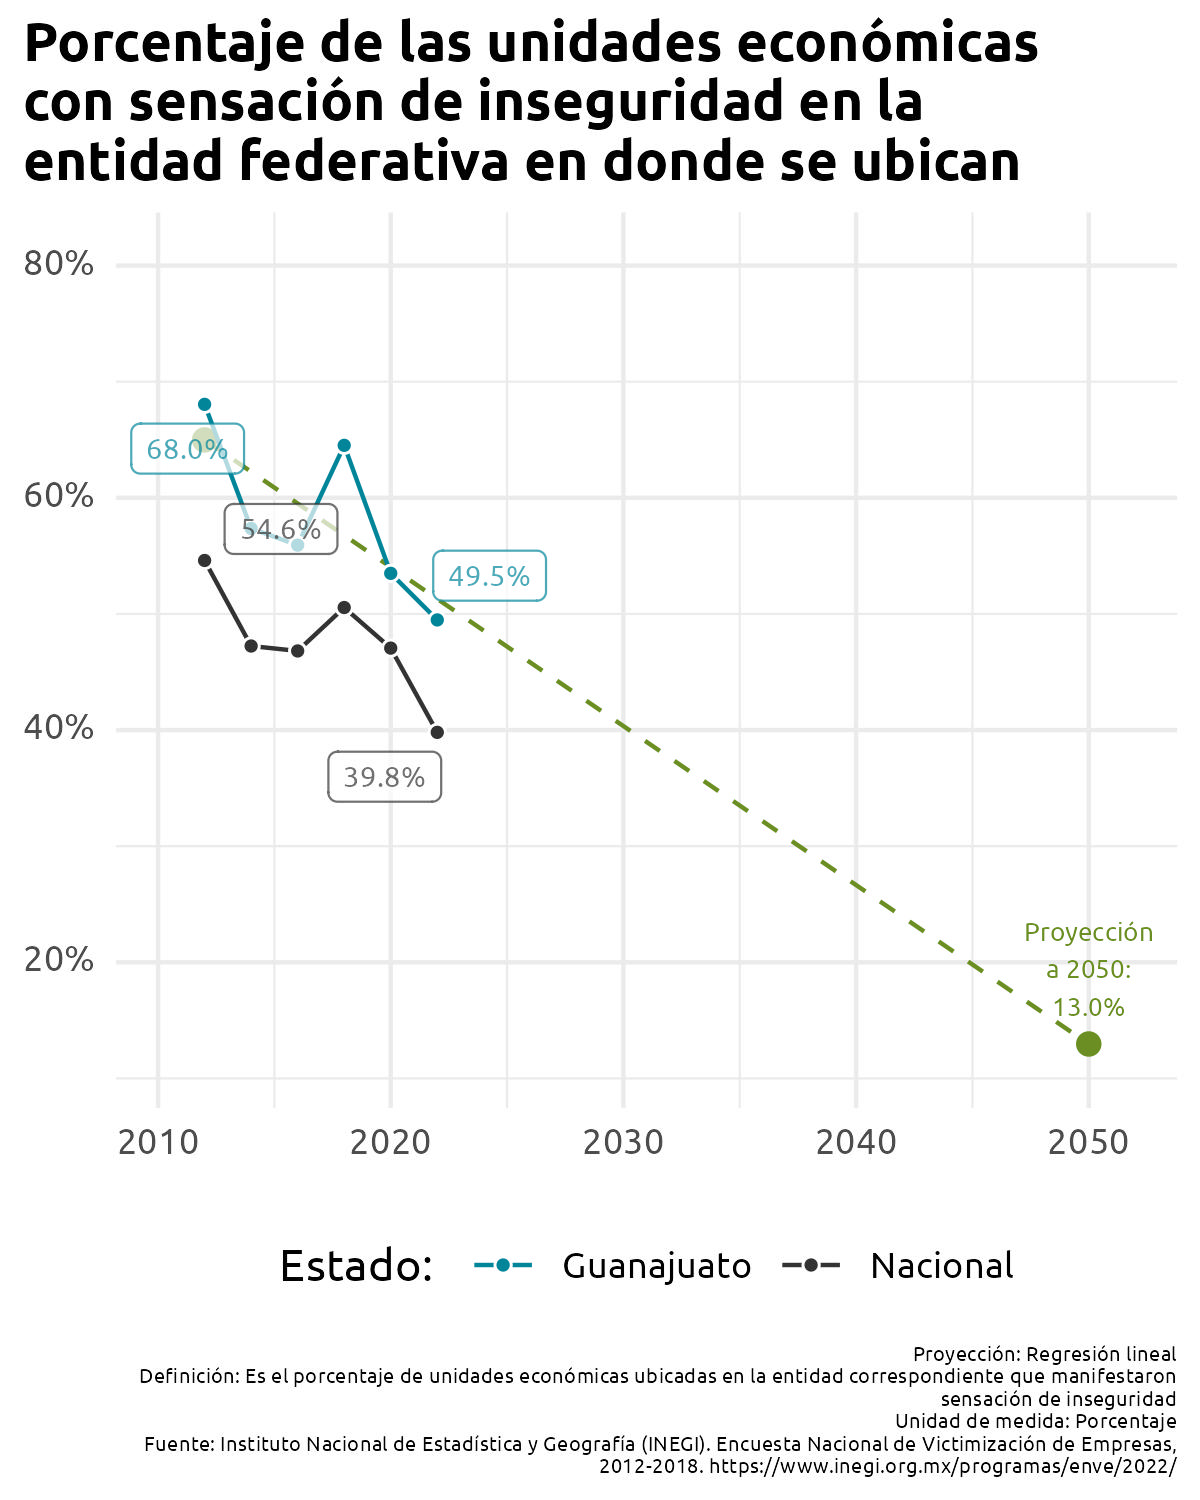 Porcentaje de las unidades económicas
con sensación de inseguridad en la
entidad federativa en donde se ubican
80%
68.0%
60%
54.6%
49.5%
40%
39.8%
Proyección
a 2050:
13.0%
20%
2010 2020 2030 2040 2050
Estado: Guanajuato Nacional
Proyección: Regresión lineal
Definición: Es el porcentaje de unidades económicas ubicadas en la entidad correspondiente que manifestaron
sensación de inseguridad
Unidad de medida: Porcentaje
Fuente: Instituto Nacional de Estadística y Geografía (INEGI). Encuesta Nacional de Victimización de Empresas,
2012-2018. https://www.inegi.org.mx/programas/enve/2022/